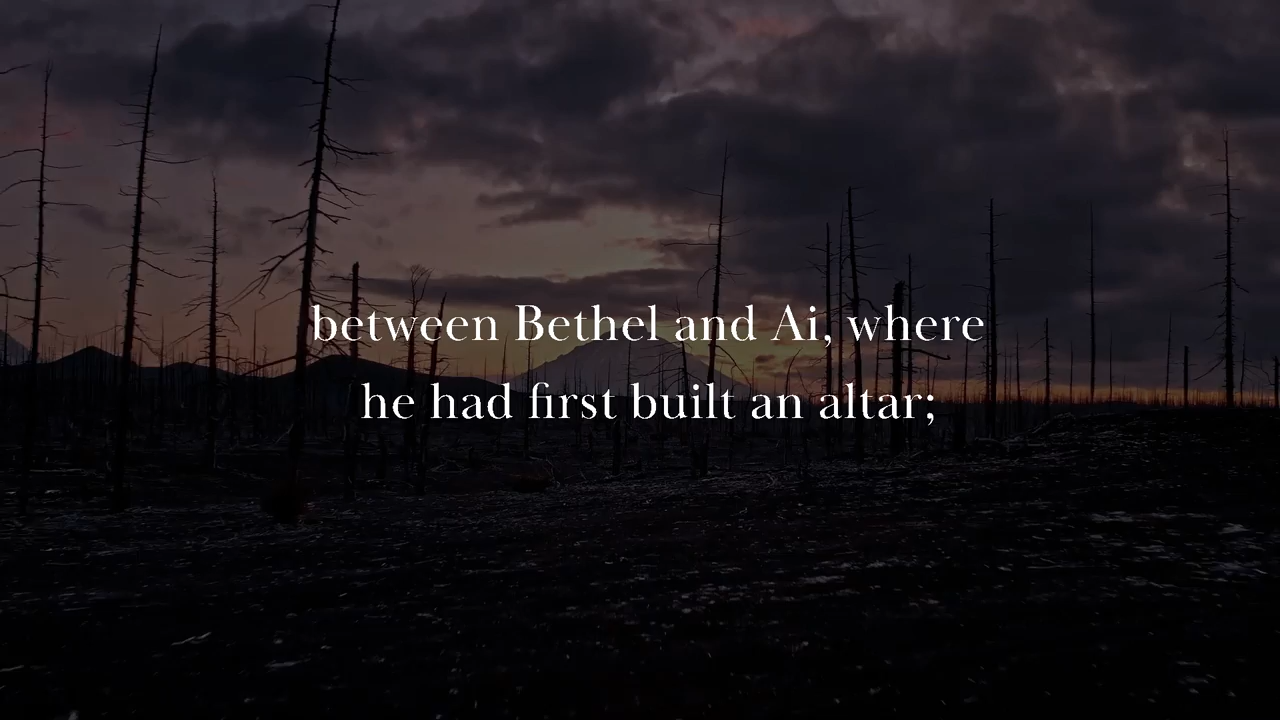 between Bethel and Ai, where
he had first built an altar;